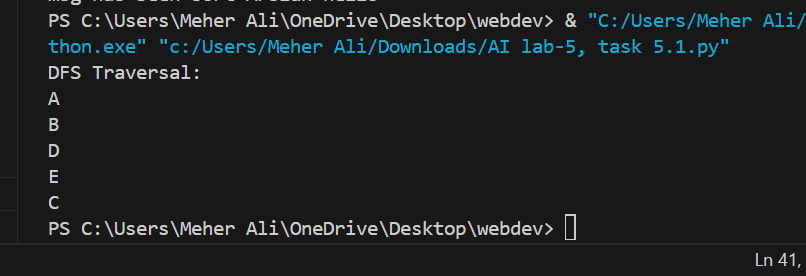 PS C:\Users\Meher Ali\OneDrive\Desktop\webdev> & "C:/Users/Meher Ali/
thon.exe" "c:/Users/Meher Ali/Downloads/AI lab-5, task 5.1.py"
DFS Traversal:
A
B
D
E
C
PS C:\Users\Meher Ali\OneDrive\Desktop\webdev>
Ln 41,